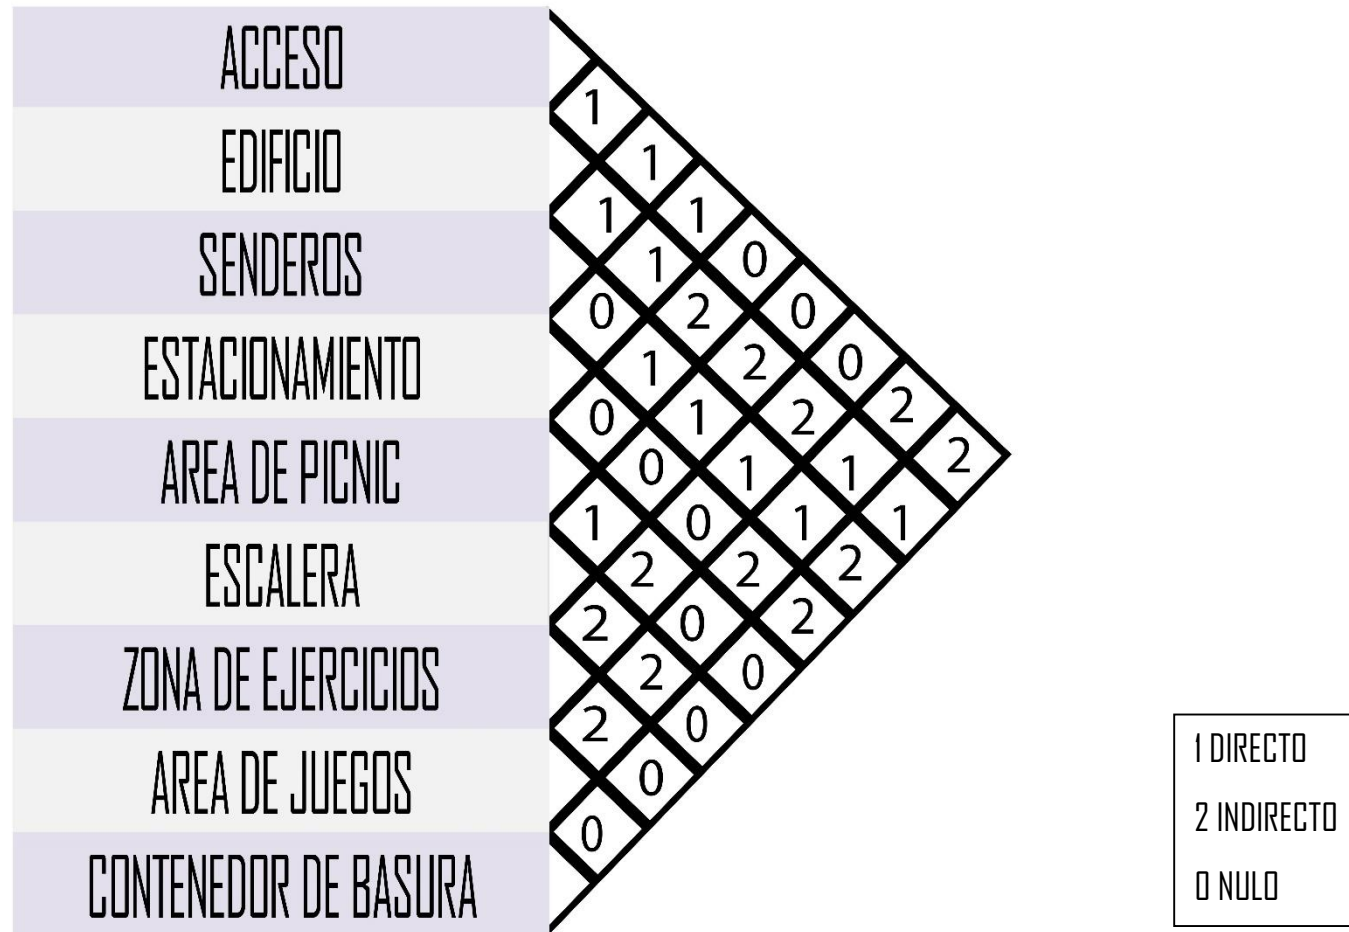 ACCESO
1
EDIFICIO 1
1 1
SENDEROS 1 0
0 2 0
ESTACIONAMIENTO 1 2 0
0 1 2 2
AREA DE PICNIC 0 1 1 2
1 0 1 1
ESCALERA 2 2 2
2 0 2
ZONA DE EJERCICIOS 2 0
2 0
AREA DE JUEGOS 0
0
CONTENEDOR DE BASURA
1 DIRECTO
2 INDIRECTO
0 NULO